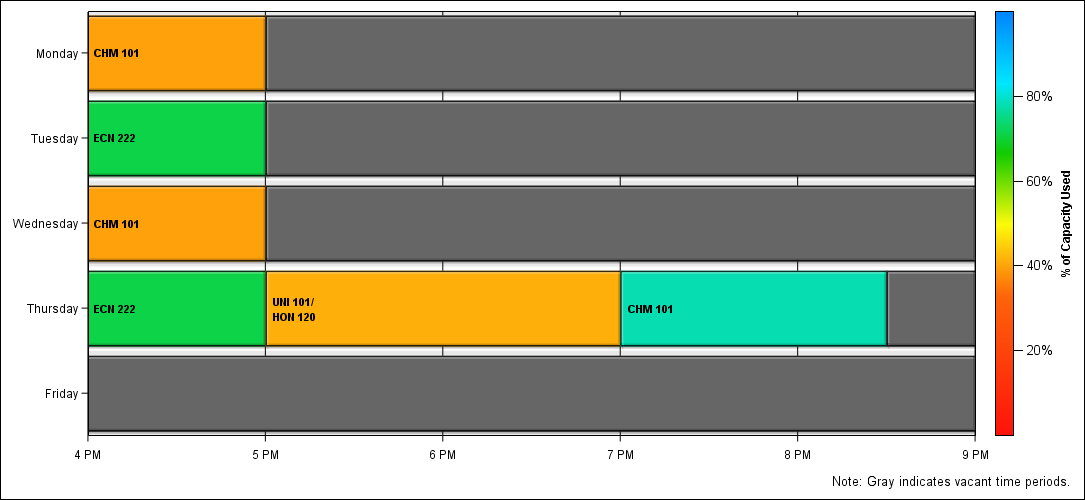 Monday
CHM 101
Tuesday
ECN 222
Wednesday
CHM 101
Thursday
ECN 222
UNI 101/
HON 120
CHM 101
Friday
4 PM
5 PM
6 PM
7 PM
8 PM
9 PM
80%
60%
40%
20%
% of Capacity Used
Note: Gray indicates vacant time periods.